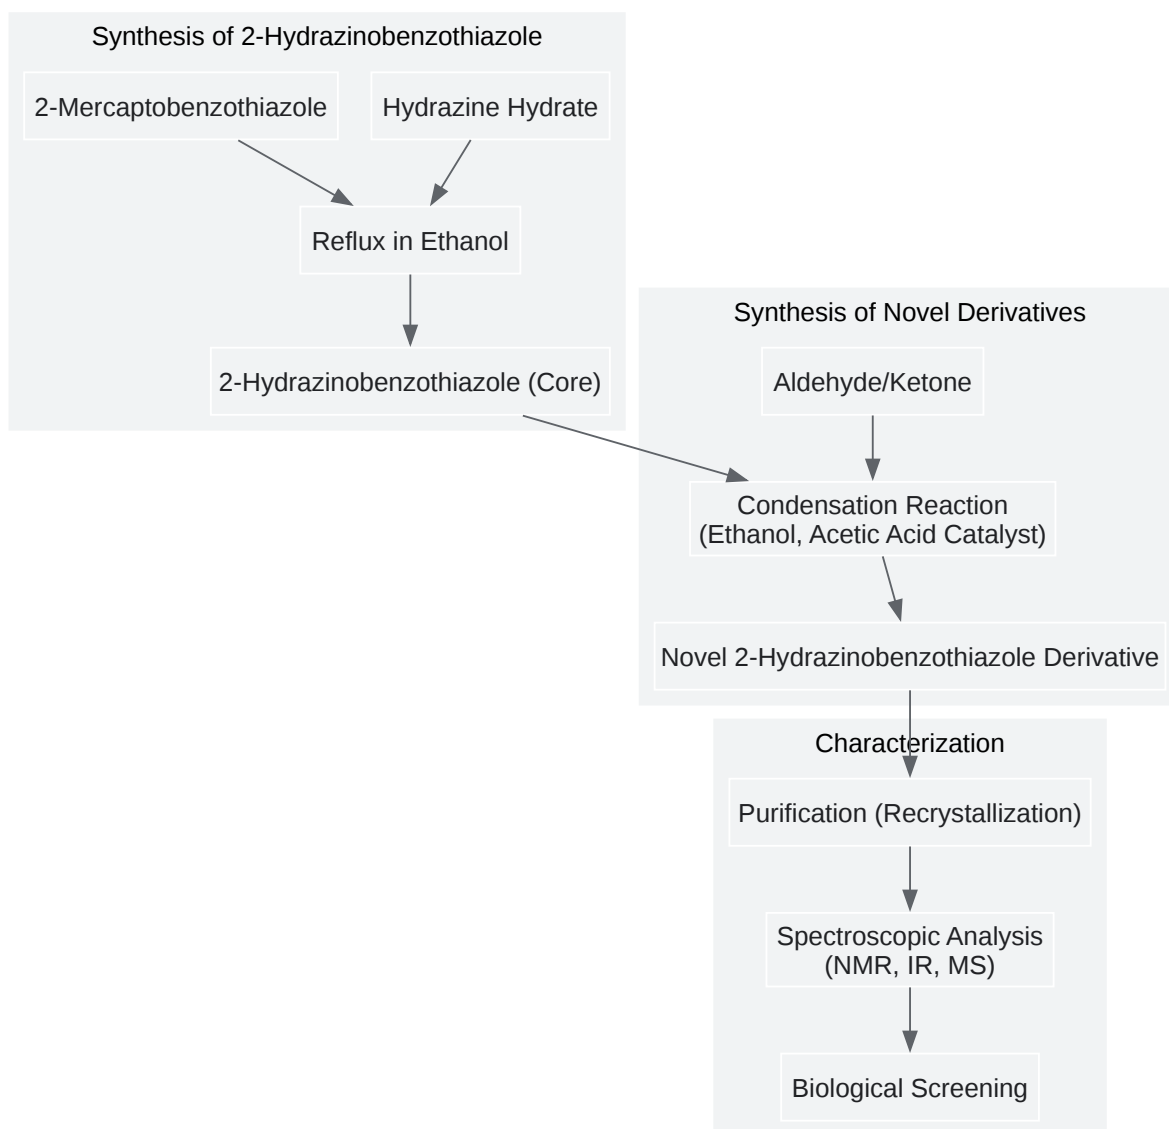 Synthesis of 2-Hydrazinobenzothiazole
2-Mercaptobenzothiazole
Hydrazine Hydrate
Reflux in Ethanol
2-Hydrazinobenzothiazole (Core)
Synthesis of Novel Derivatives
Aldehyde/Ketone
Condensation Reaction
(Ethanol, Acetic Acid Catalyst)
Novel 2-Hydrazinobenzothiazole Derivative
Characterization
Purification (Recrystallization)
Spectroscopic Analysis
(NMR, IR, MS)
Biological Screening